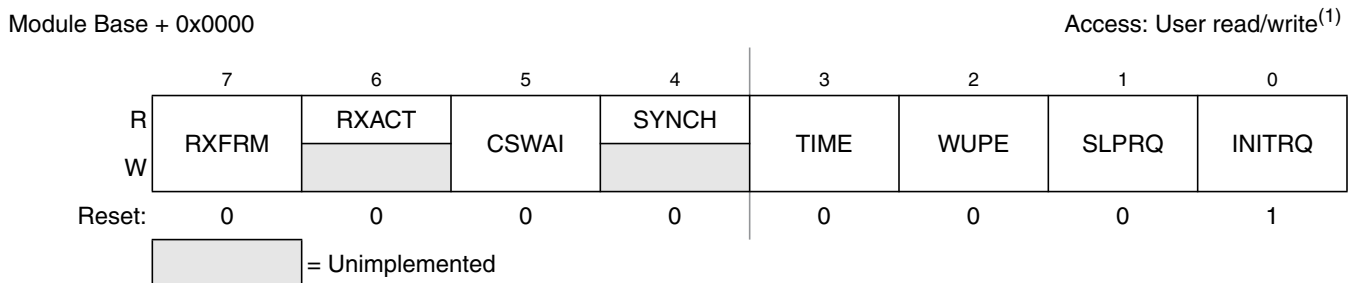 Module Base + 0x0000 Access: User read/write(1)
7 6 5 4 3 2 1 0
R RXFRM RXACT CSWAI SYNCH TIME WUPE SLPRQ INITRQ
W
Reset: 0 0 0 0 0 0 0 1
= Unimplemented